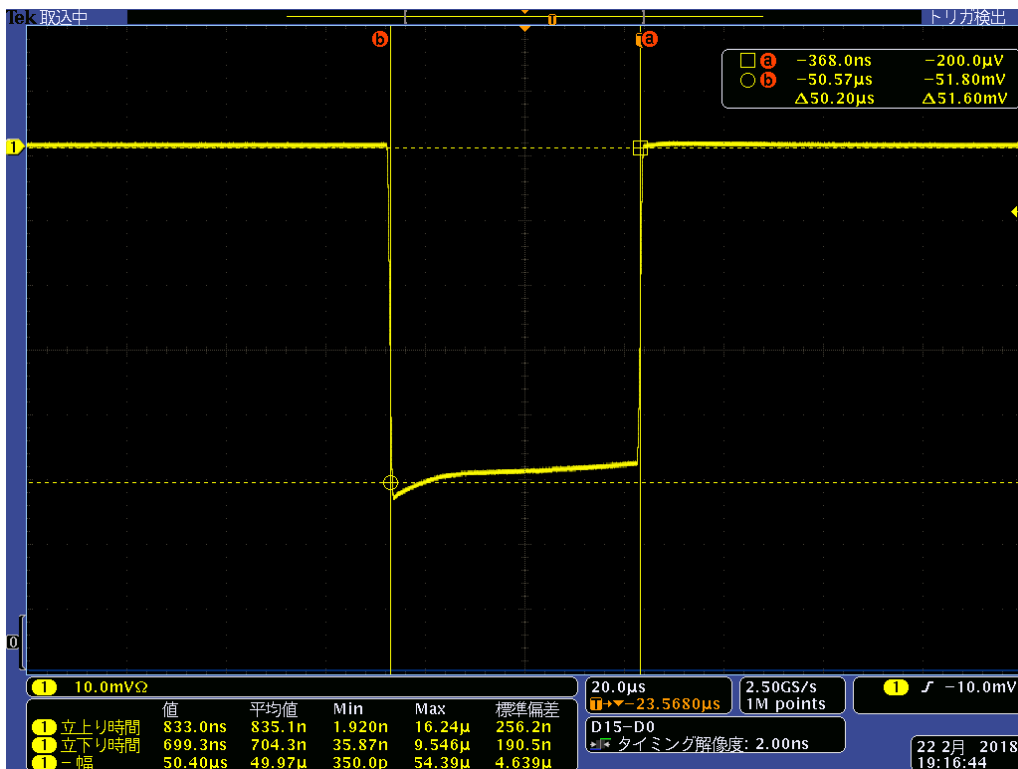 Tek 取込中 トリガ検出
T
b T a
a −368.0ns −200.0μV
b −50.57μs −51.80mV
Δ50.20μs Δ51.60mV
1
0
1 10.0mVΩ
20.0μs
T→▼−23.5680μs
2.50GS/s
1M points
1 ∫ −10.0mV
値 平均値 Min Max 標準偏差
1 立上り時間 833.0ns 835.1n 1.920n 16.24μ 256.2n
1 立下り時間 699.3ns 704.3n 35.87n 9.546μ 190.5n
1 − 幅 50.40μs 49.97μ 350.0p 54.39μ 4.639μ
D15−D0
タイミング解像度: 2.00ns
22 2月 2018
19:16:44